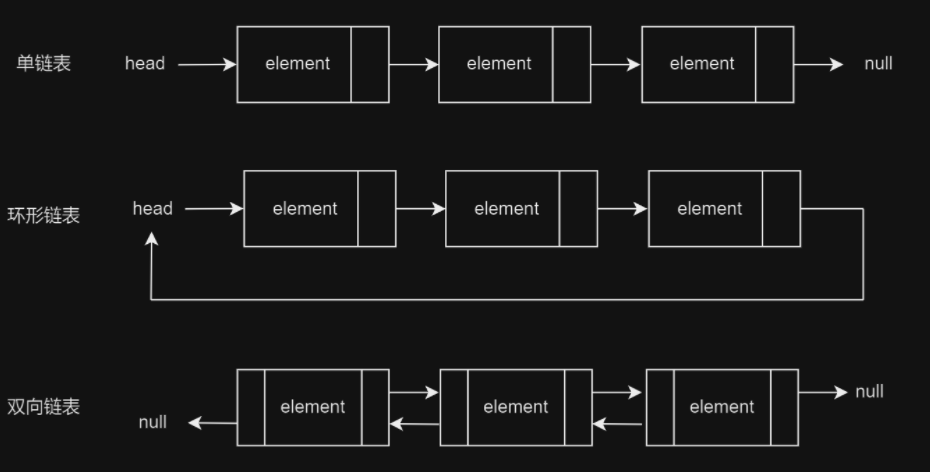 单链表 head element element element null
环形链表 head element element element
双向链表 null element element element null